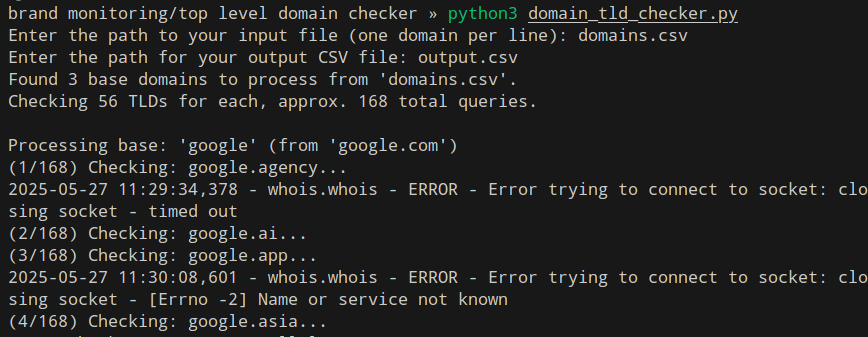 brand monitoring/top level domain checker » python3 domain_tld_checker.py
Enter the path to your input file (one domain per line): domains.csv
Enter the path for your output CSV file: output.csv
Found 3 base domains to process from 'domains.csv'.
Checking 56 TLDs for each, approx. 168 total queries.
Processing base: 'google' (from 'google.com')
(1/168) Checking: google.agency...
2025-05-27 11:29:34,378 - whois.whois - ERROR - Error trying to connect to socket: clo
sing socket - timed out
(2/168) Checking: google.ai...
(3/168) Checking: google.app...
2025-05-27 11:30:08,601 - whois.whois - ERROR - Error trying to connect to socket: clo
sing socket - [Errno -2] Name or service not known
(4/168) Checking: google.asia...